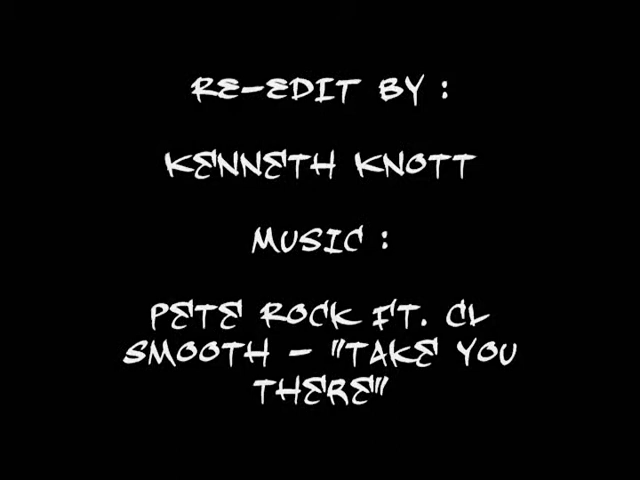 RE-EDIT BY :
KENNETH KNOTT
MUSIC :
PETE ROCK FT. CL
SMOOTH - "TAKE YOU
THERE"